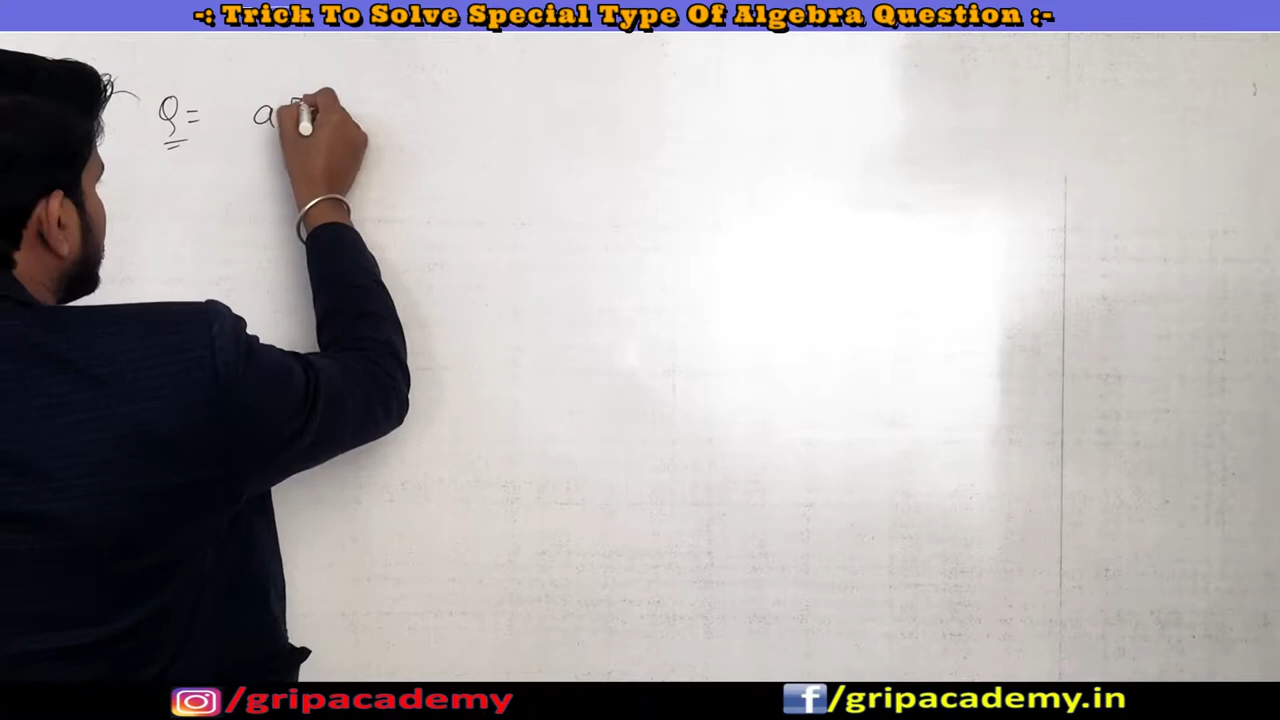 -: Trick To Solve Special Type Of Algebra Question :-
Q= a
/gripacademy
/gripacademy.in